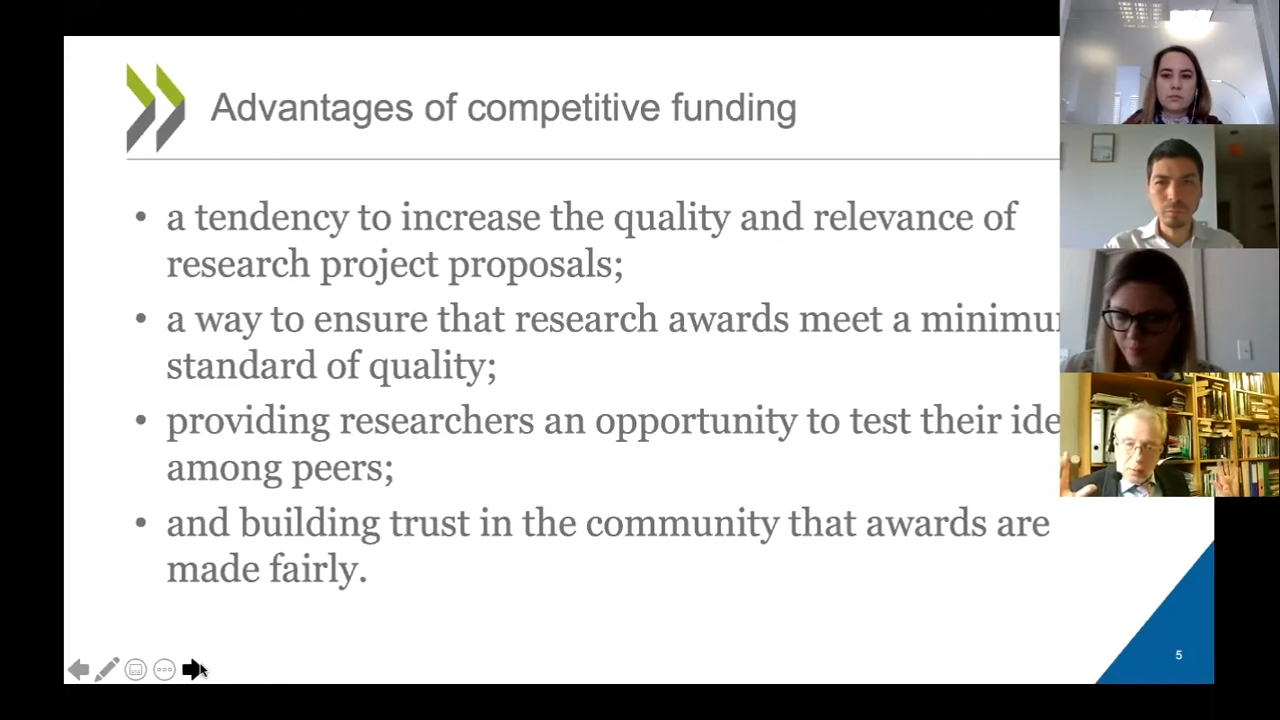 Advantages of competitive funding
• a tendency to increase the quality and relevance of
research project proposals;
• a way to ensure that research awards meet a
standard of quality;
• providing researchers an opportunity to test their
among peers;
• and building trust in the community that awards are
made fairly.
5